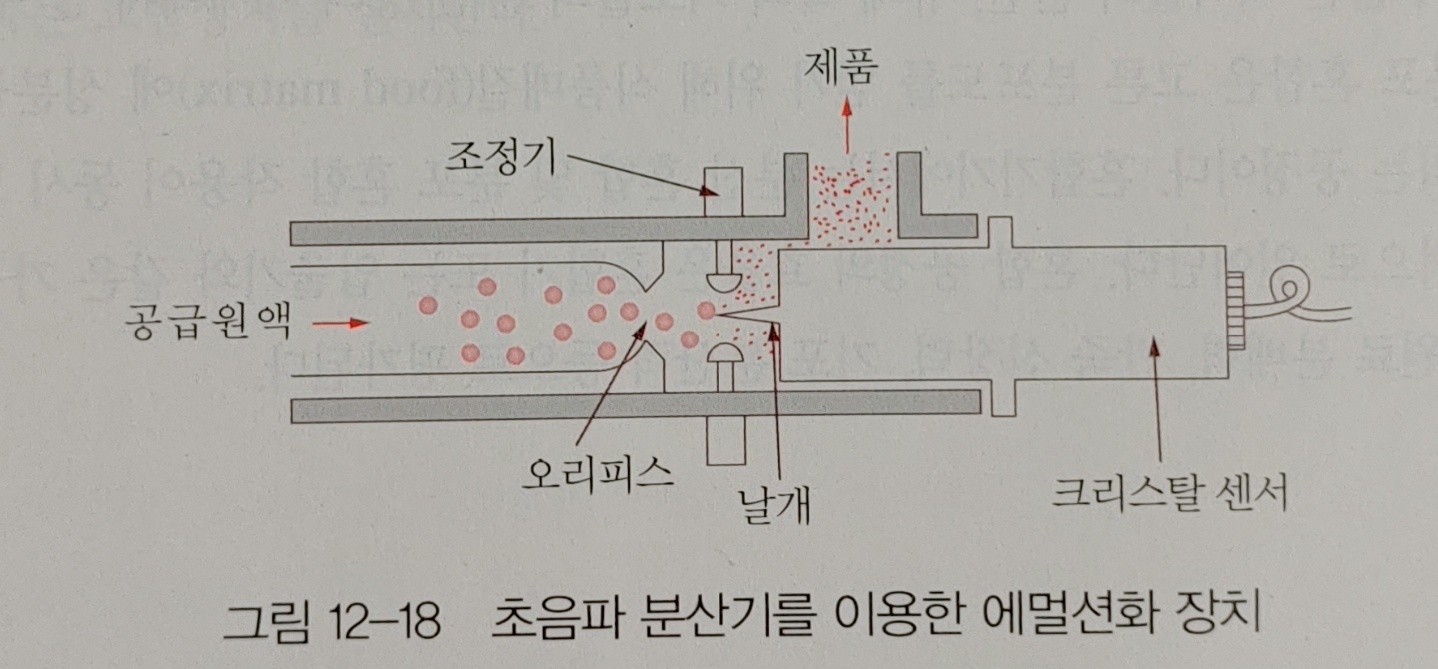 제품
조정기
공급원액
오리피스
날개
크리스탈 센서
그림 12–18 초음파 분산기를 이용한 에멀션화 장치